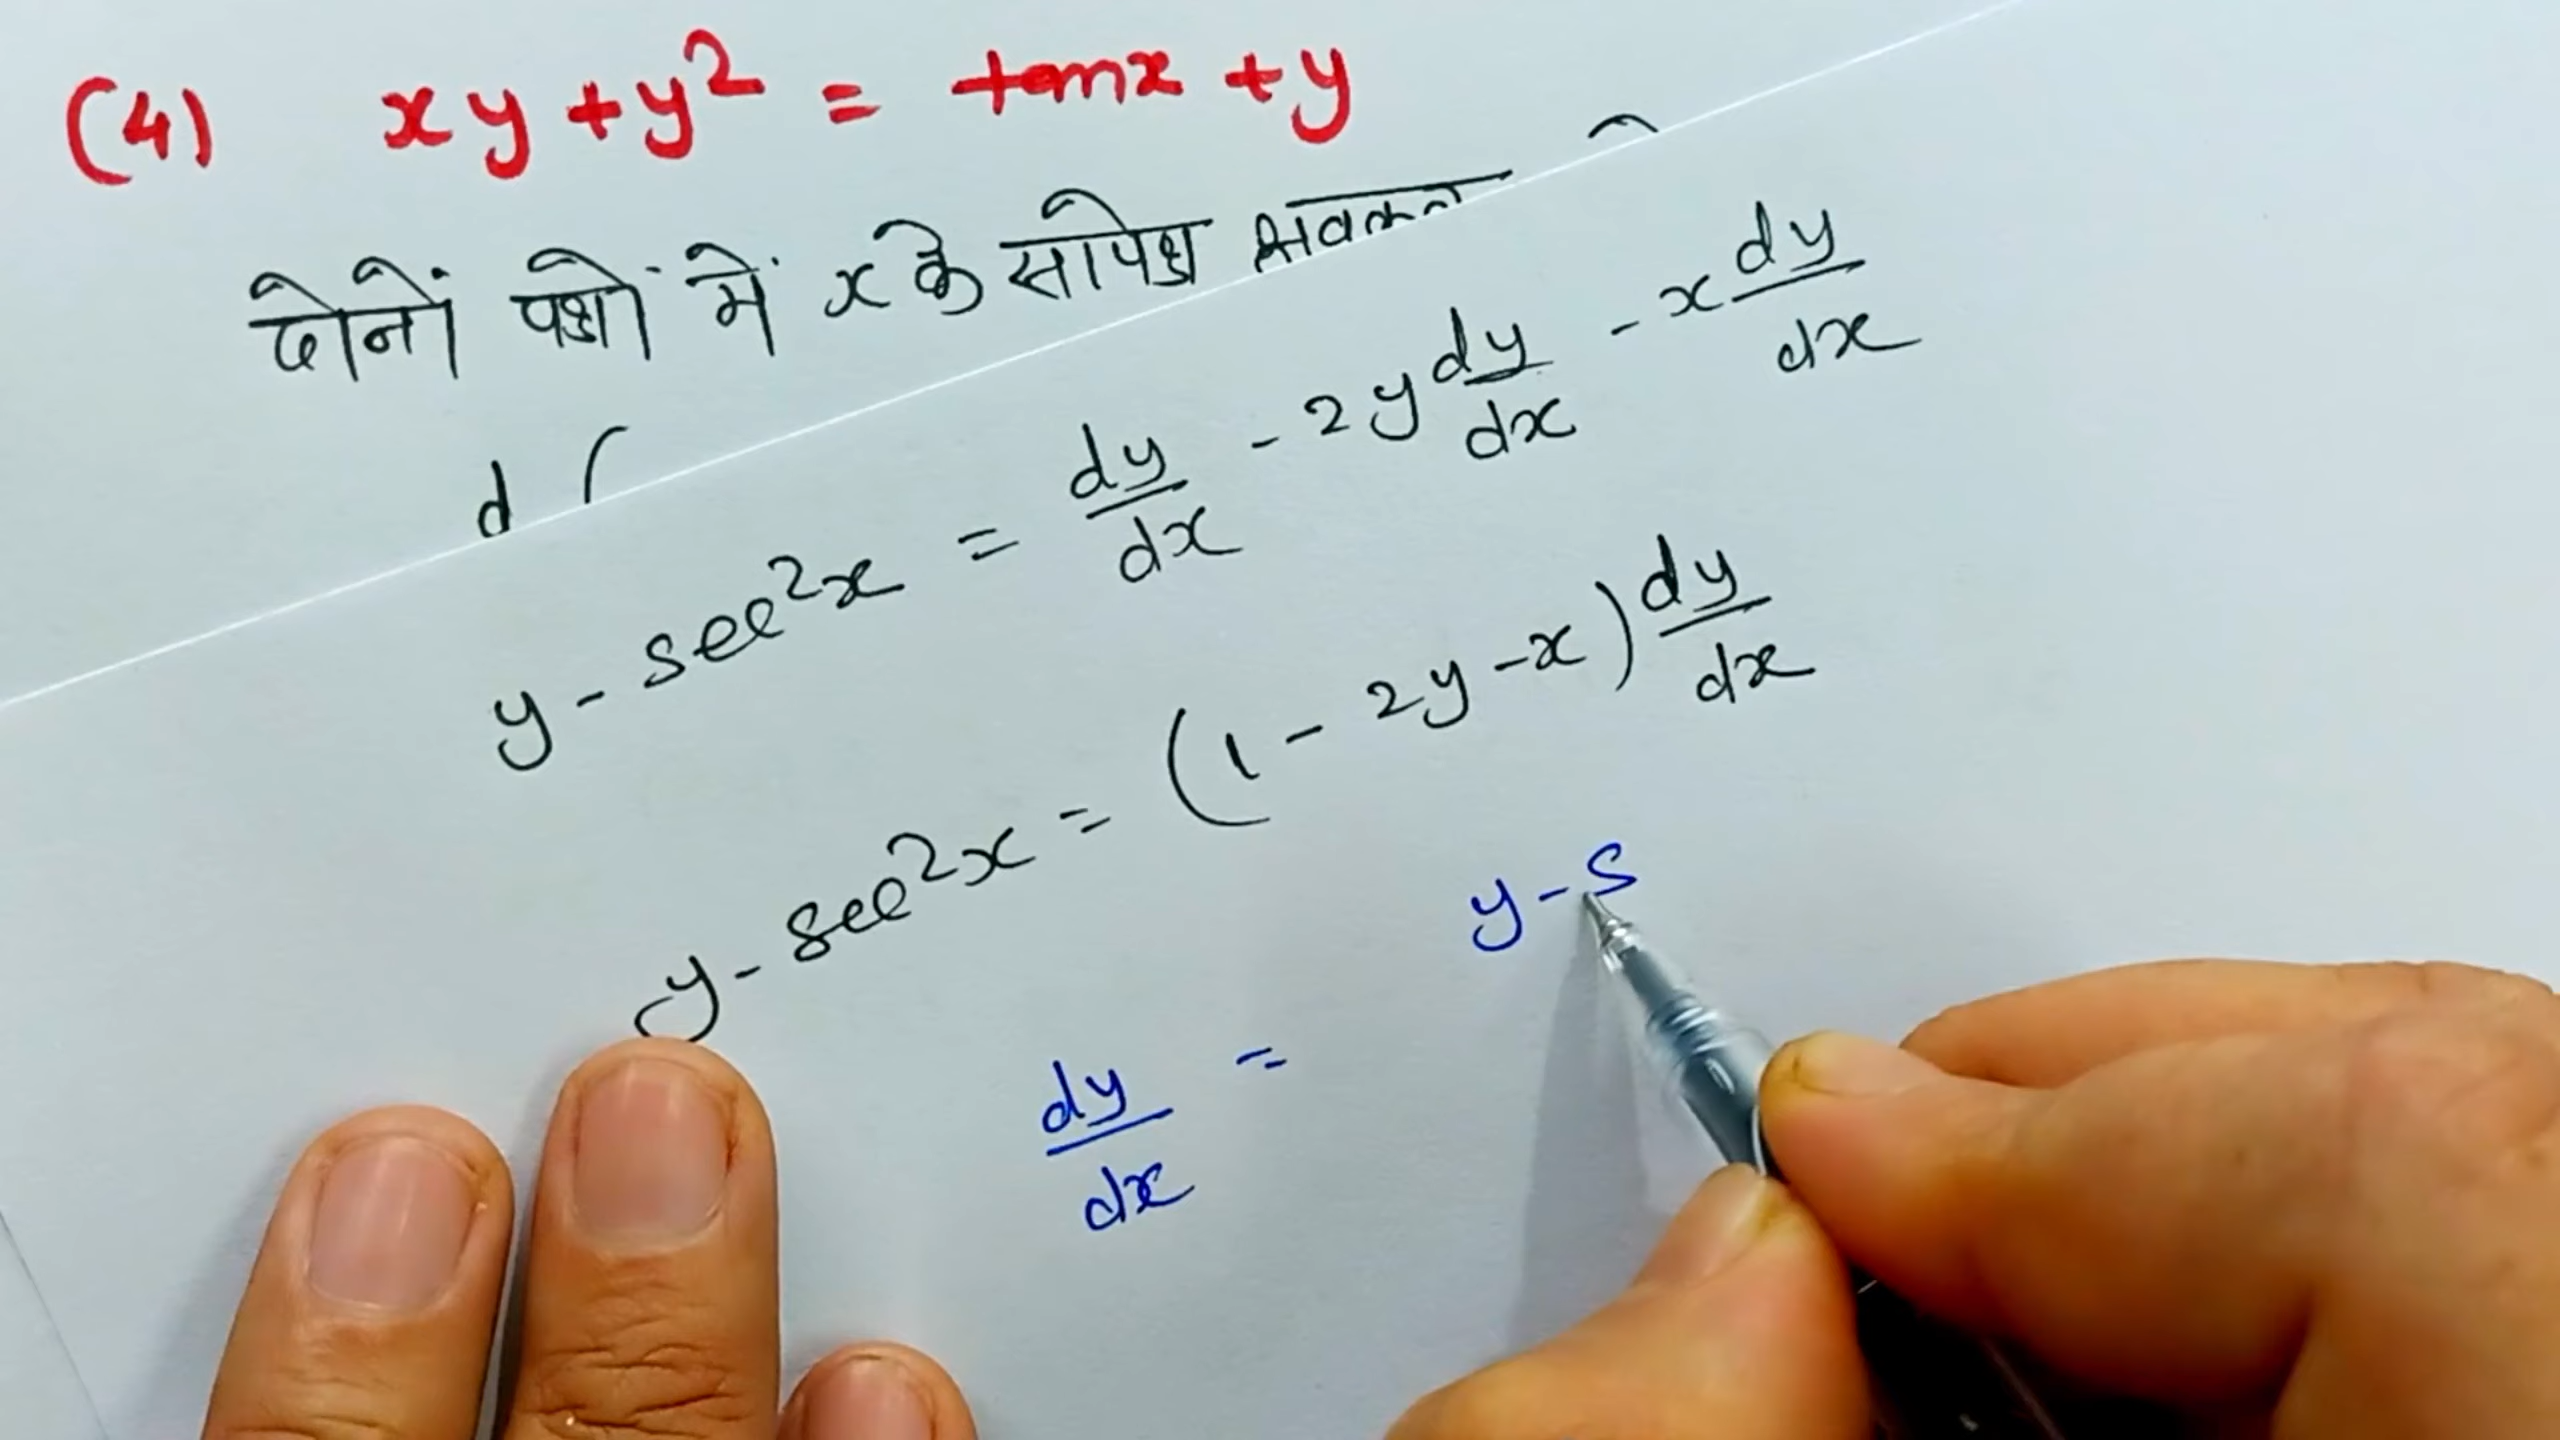 (4) xy + y² = tanx + y
दोनों पक्षों में x के सापेक्ष
d (
y - sec²x = dy/dx - 2y dy/dx - x dy/dx
y - sec²x = (1 - 2y - x) dy/dx
dy/dx = y - s